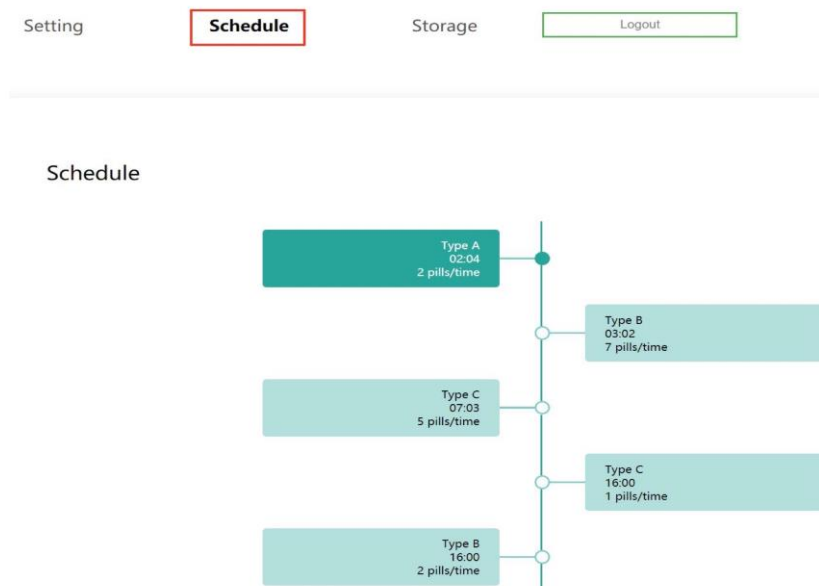 Setting
Schedule
Storage
Logout
Schedule
Type A
02:04
2 pills/time
Type B
03:02
7 pills/time
Type C
07:03
5 pills/time
Type C
16:00
1 pills/time
Type B
16:00
2 pills/time